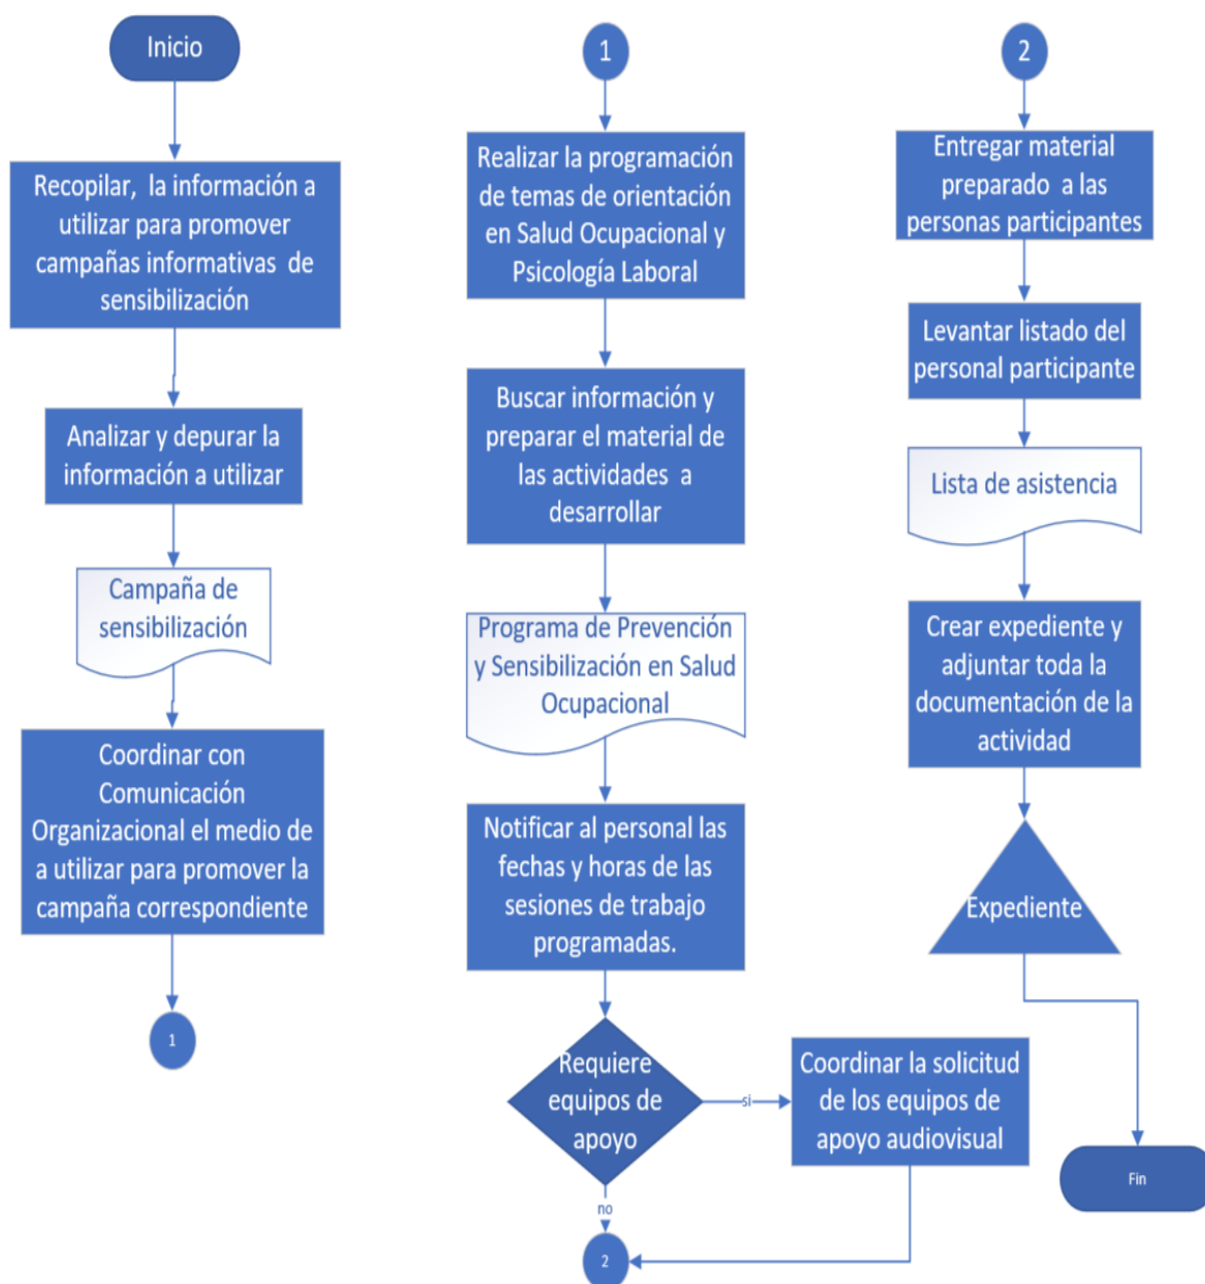 Inicio
Recopilar, la información a
utilizar para promover
campañas informativas de
sensibilización
Analizar y depurar la
información a utilizar
Campaña de
sensibilización
Coordinar con
Comunicación
Organizacional el medio de
a utilizar para promover la
campaña correspondiente
1
1
Realizar la programación
de temas de orientación
en Salud Ocupacional y
Psicología Laboral
Buscar información y
preparar el material de
las actividades a
desarrollar
Programa de Prevención
y Sensibilización en Salud
Ocupacional
Notificar al personal las
fechas y horas de las
sesiones de trabajo
programadas.
Requiere
equipos de
apoyo
si
Coordinar la solicitud
de los equipos de
apoyo audiovisual
no
2
2
Entregar material
preparado a las
personas participantes
Levantar listado del
personal participante
Lista de asistencia
Crear expediente y
adjuntar toda la
documentación de la
actividad
Expediente
Fin